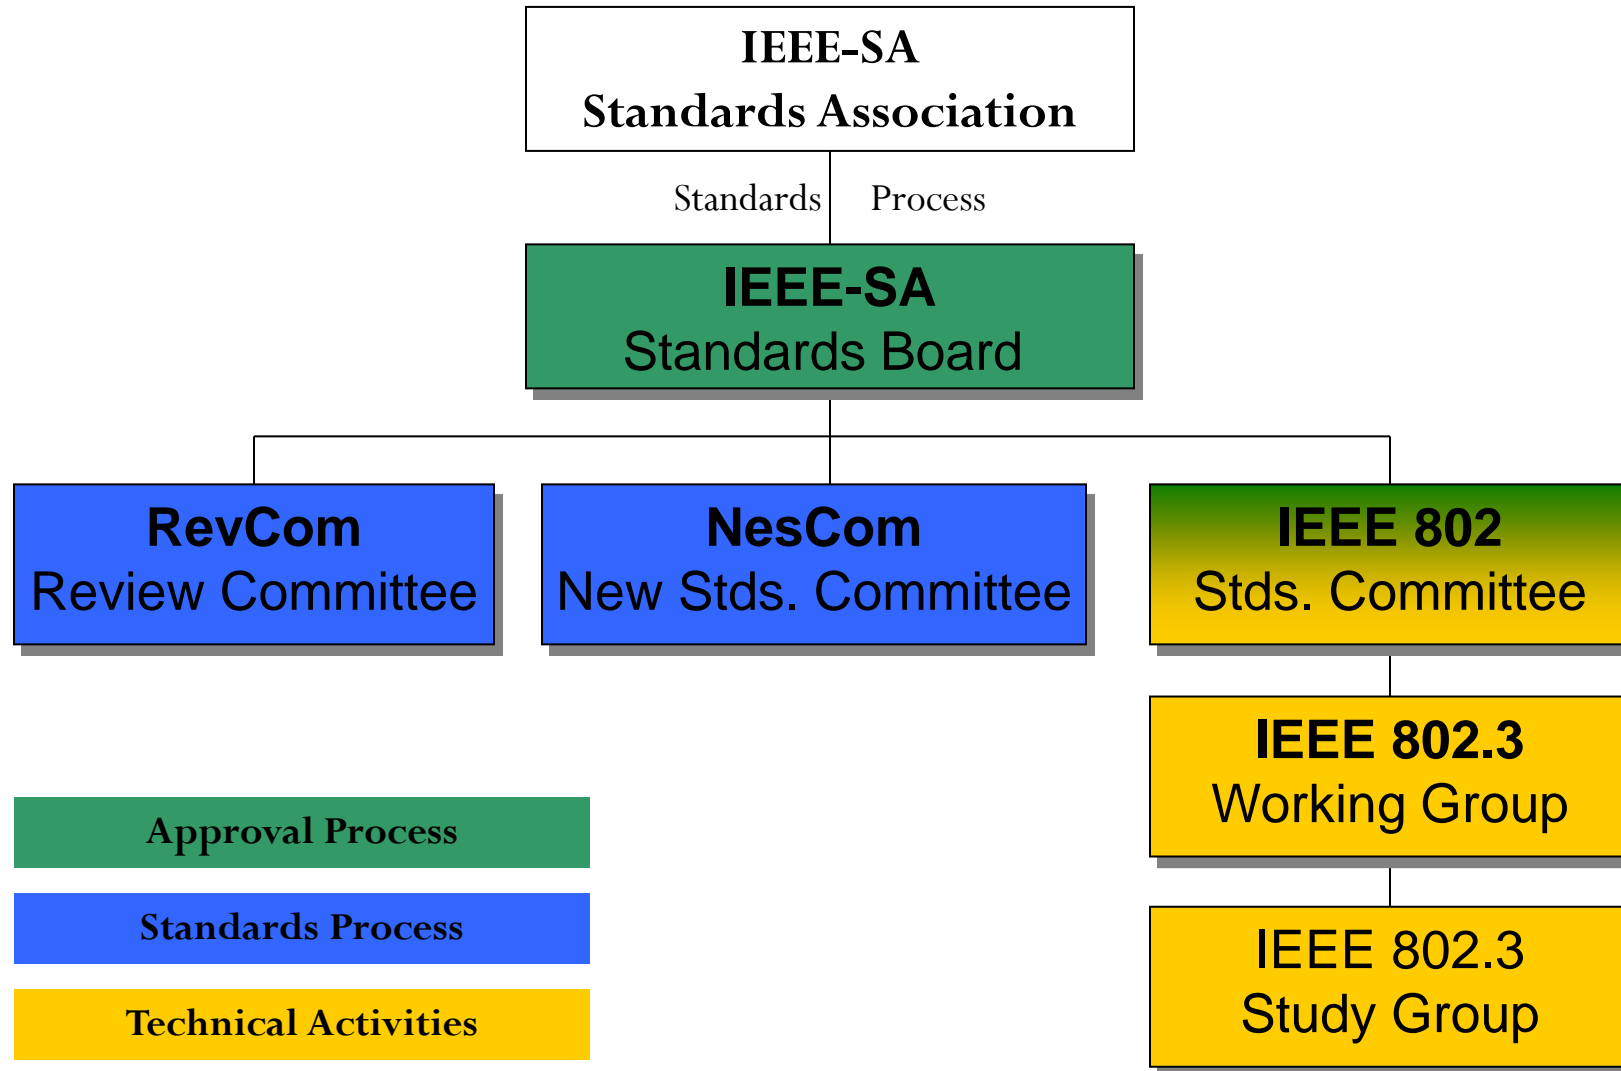 IEEE-SA
Standards Association
Standards Process
IEEE-SA
Standards Board
RevCom
Review Committee
NesCom
New Stds. Committee
IEEE 802
Stds. Committee
IEEE 802.3
Working Group
IEEE 802.3
Study Group
Approval Process
Standards Process
Technical Activities